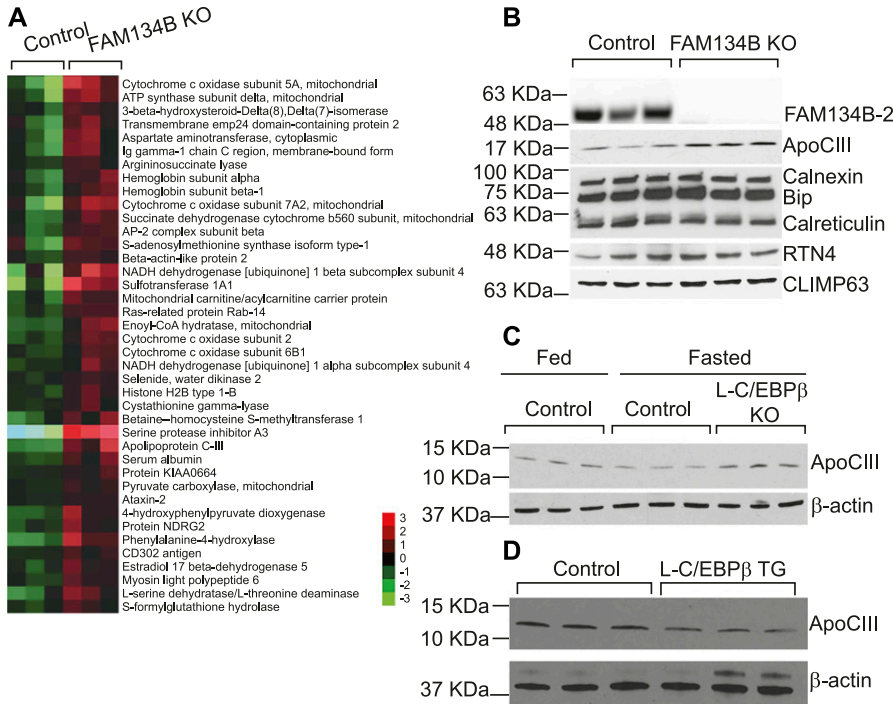 A
Control
FAM134B KO
Cytochrome c oxidase subunit 5A, mitochondrial
ATP synthase subunit delta, mitochondrial
3-beta-hydroxysteroid-Delta(8),Delta(7)-isomerase
Transmembrane emp24 domain-containing protein 2
Aspartate aminotransferase, cytoplasmic
Ig gamma-1 chain C region, membrane-bound form
Argininosuccinate lyase
Hemoglobin subunit alpha
Hemoglobin subunit beta-1
Cytochrome c oxidase subunit 7A2, mitochondrial
Succinate dehydrogenase cytochrome b560 subunit, mitochondrial
AP-2 complex subunit beta
S-adenosylmethionine synthase isoform type-1
Beta-actin-like protein 2
NADH dehydrogenase [ubiquinone] 1 beta subcomplex subunit 4
Sulfotransferase 1A1
Mitochondrial carnitine/acylcarnitine carrier protein
Ras-related protein Rab-14
Enoyl-CoA hydratase, mitochondrial
Cytochrome c oxidase subunit 2
Cytochrome c oxidase subunit 6B1
NADH dehydrogenase [ubiquinone] 1 alpha subcomplex subunit 4
Selenide, water dikinase 2
Histone H2B type 1-B
Cystathionine gamma-lyase
Betaine--homocysteine S-methyltransferase 1
Serine protease inhibitor A3
Apolipoprotein C-III
Serum albumin
Protein KIAA0664
Pyruvate carboxylase, mitochondrial
Ataxin-2
4-hydroxyphenylpyruvate dioxygenase
Protein NDRG2
Phenylalanine-4-hydroxylase
CD302 antigen
Estradiol 17 beta-dehydrogenase 5
Myosin light polypeptide 6
L-serine dehydratase/L-threonine deaminase
S-formylglutathione hydrolase
3
2
1
0
-1
-2
-3
B
Control
FAM134B KO
63 KDa
48 KDa
FAM134B-2
17 KDa
ApoCIII
100 KDa
75 KDa
63 KDa
Calnexin
Bip
Calreticulin
48 KDa
RTN4
63 KDa
CLIMP63
C
Fed
Fasted
Control
Control
L-C/EBPβ
KO
15 KDa
10 KDa
ApoCIII
37 KDa
β-actin
D
Control
L-C/EBPβ TG
15 KDa
10 KDa
ApoCIII
37 KDa
β-actin